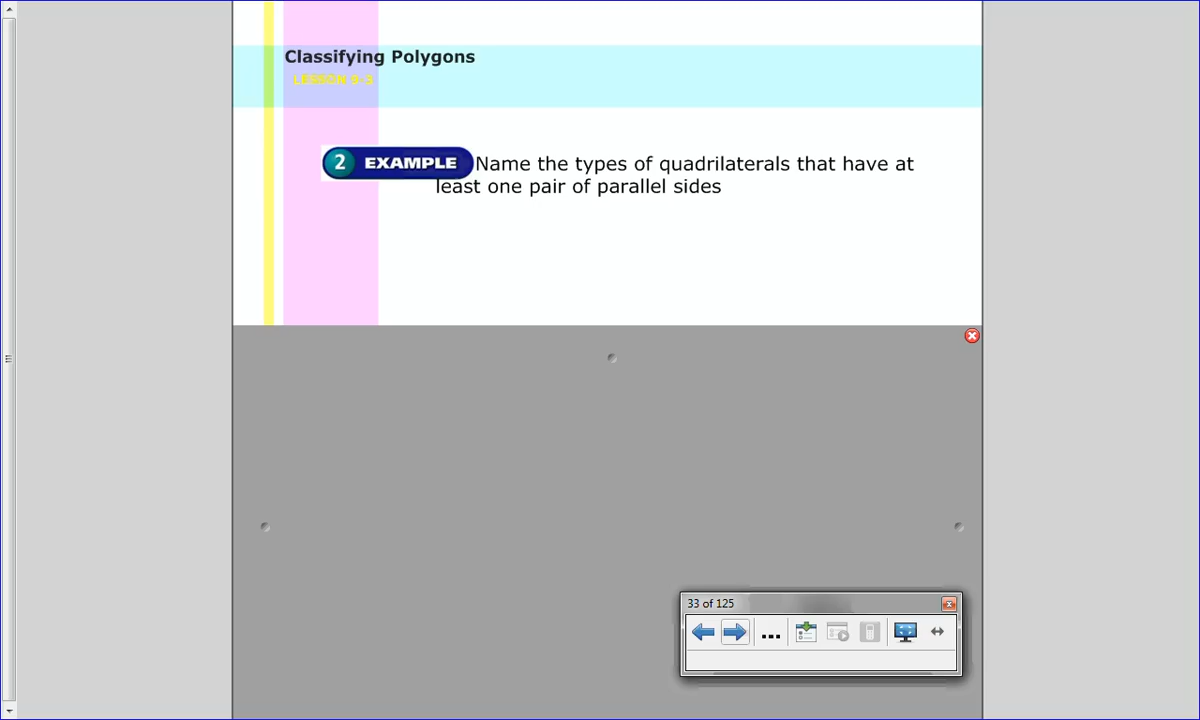 Classifying Polygons
LESSON 9-3
2 EXAMPLE Name the types of quadrilaterals that have at
least one pair of parallel sides
33 of 125
...